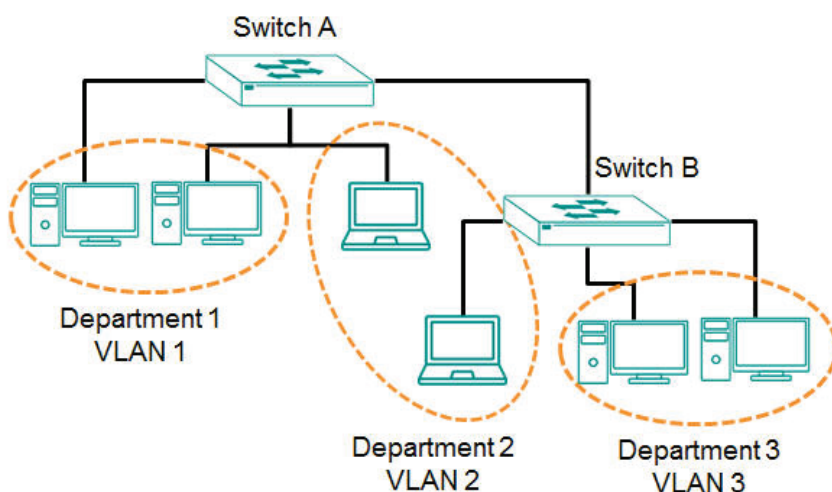 Switch A
Switch B
Department 1
VLAN 1
Department 2
VLAN 2
Department 3
VLAN 3